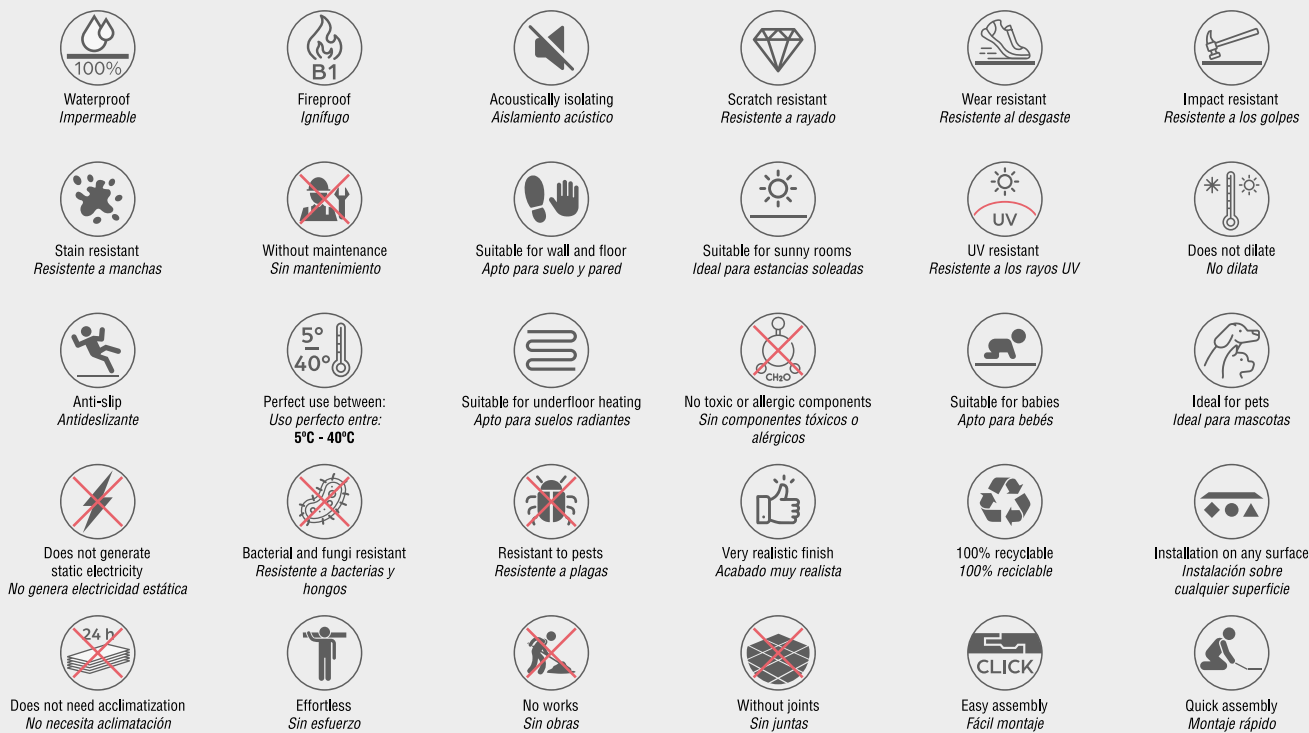 100%
Waterproof
Impermeable
B1
Fireproof
Ignífugo
Acoustically isolating
Aislamiento acústico
Scratch resistant
Resistente a rayado
Wear resistant
Resistente al desgaste
Impact resistant
Resistente a los golpes
Stain resistant
Resistente a manchas
Without maintenance
Sin mantenimiento
Suitable for wall and floor
Apto para suelo y pared
Suitable for sunny rooms
Ideal para estancias soleadas
UV
UV resistant
Resistente a los rayos UV
Does not dilate
No dilata
Anti-slip
Antideslizante
5°
40°
Perfect use between:
Uso perfecto entre:
5ºC - 40ºC
Suitable for underfloor heating
Apto para suelos radiantes
CH2O
No toxic or allergic components
Sin componentes tóxicos o
alérgicos
Suitable for babies
Apto para bebés
Ideal for pets
Ideal para mascotas
Does not generate
static electricity
No genera electricidad estática
Bacterial and fungi resistant
Resistente a bacterias y
hongos
Resistant to pests
Resistente a plagas
Very realistic finish
Acabado muy realista
100% recyclable
100% reciclable
Installation on any surface
Instalación sobre
cualquier superficie
24 h
Does not need acclimatization
No necesita aclimatación
Effortless
Sin esfuerzo
No works
Sin obras
Without joints
Sin juntas
CLICK
Easy assembly
Fácil montaje
Quick assembly
Montaje rápido